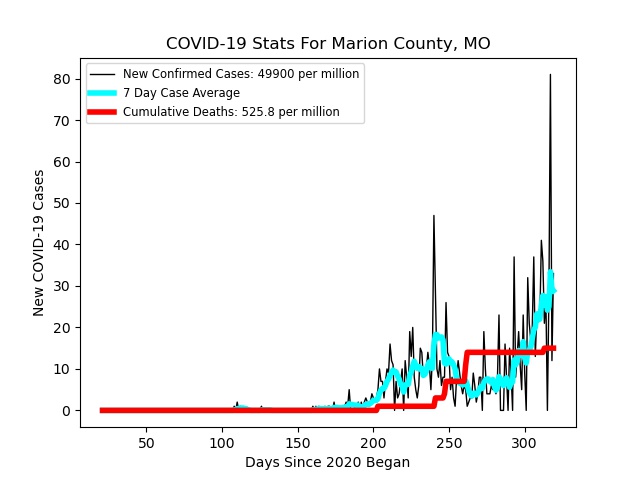 COVID-19 Stats For Marion County, MO
New Confirmed Cases: 49900 per million
7 Day Case Average
Cumulative Deaths: 525.8 per million
80
70
60
50
40
30
20
10
0
New COVID-19 Cases
50 100 150 200 250 300
Days Since 2020 Began